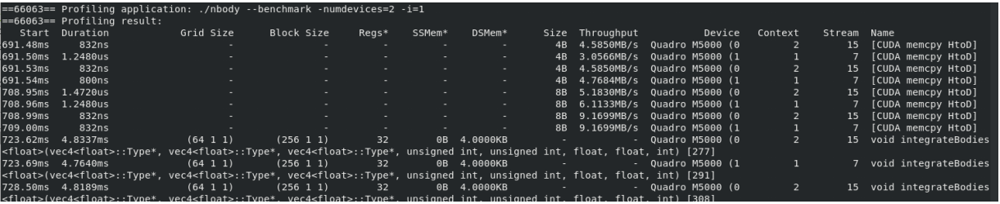 ==66063== Profiling application: ./nbody --benchmark -numdevices=2 -i=1
==66063== Profiling result:
Start Duration Grid Size Block Size Regs* SSMem* DSMem* Size Throughput Device Context Stream Name
691.48ms 832ns - - - - - 4B 4.5850MB/s Quadro M5000 (0 2 15 [CUDA memcpy HtoD]
691.50ms 1.2480us - - - - - 4B 3.0566MB/s Quadro M5000 (1 1 7 [CUDA memcpy HtoD]
691.53ms 832ns - - - - - 4B 4.5850MB/s Quadro M5000 (0 2 15 [CUDA memcpy HtoD]
691.54ms 800ns - - - - - 4B 4.7684MB/s Quadro M5000 (1 1 7 [CUDA memcpy HtoD]
708.95ms 1.4720us - - - - - 8B 5.1830MB/s Quadro M5000 (0 2 15 [CUDA memcpy HtoD]
708.96ms 1.2480us - - - - - 8B 6.1133MB/s Quadro M5000 (1 1 7 [CUDA memcpy HtoD]
708.99ms 832ns - - - - - 8B 9.1699MB/s Quadro M5000 (0 2 15 [CUDA memcpy HtoD]
709.00ms 832ns - - - - - 8B 9.1699MB/s Quadro M5000 (1 1 7 [CUDA memcpy HtoD]
723.62ms 4.8337ms (64 1 1) (256 1 1) 32 0B 4.0000KB - - Quadro M5000 (0 2 15 void integrateBodies
<float>(vec4<float>::Type*, vec4<float>::Type*, vec4<float>::Type*, unsigned int, unsigned int, float, float, int) [277]
723.69ms 4.7640ms (64 1 1) (256 1 1) 32 0B 4.0000KB - - Quadro M5000 (1 1 7 void integrateBodies
<float>(vec4<float>::Type*, vec4<float>::Type*, vec4<float>::Type*, unsigned int, unsigned int, float, float, int) [291]
728.50ms 4.8189ms (64 1 1) (256 1 1) 32 0B 4.0000KB - - Quadro M5000 (0 2 15 void integrateBodies
<float>(vec4<float>::Type*, vec4<float>::Type*, vec4<float>::Type*, unsigned int, unsigned int, float, float, int) [308]